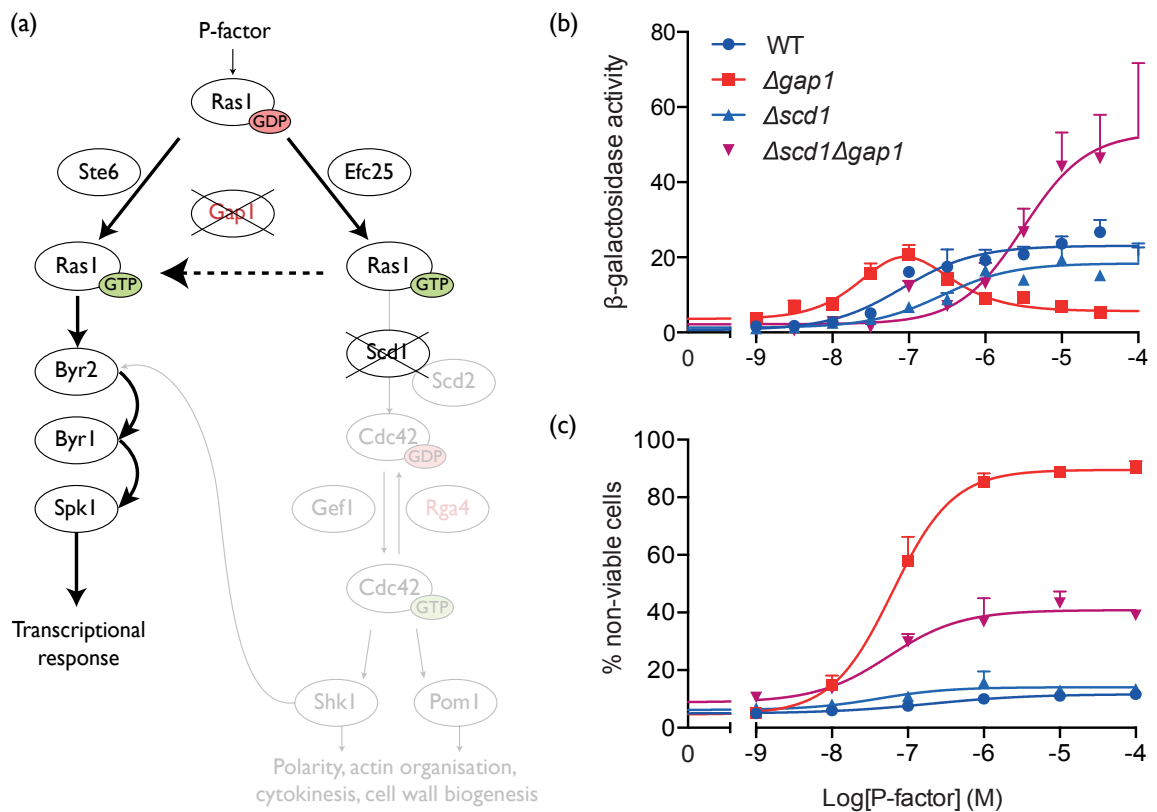 (a)
P-factor
Ras1
GDP
Ste6
Efc25
Gap1
Ras1
GTP
Ras1
GTP
Scd1
Scd2
Byr2
Cdc42
GDP
Byr1
Gef1
Rga4
Spk1
Cdc42
GTP
Transcriptional
response
Shk1
Pom1
Polarity, actin organisation,
cytokinesis, cell wall biogenesis
(b)
β-galactosidase activity
80
60
40
20
0
WT
Δgap1
Δscd1
Δscd1Δgap1
0
-9
-8
-7
-6
-5
-4
(c)
% non-viable cells
100
80
60
40
20
0
0
-9
-8
-7
-6
-5
-4
Log[P-factor] (M)